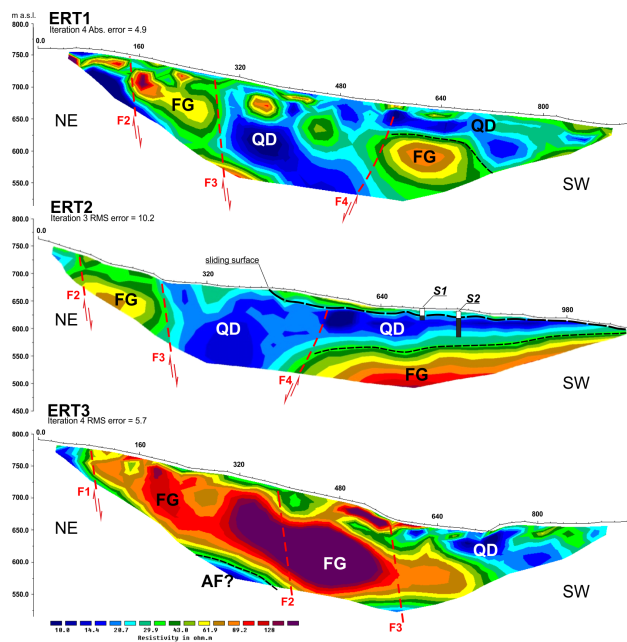 ERT1
m a.s.l.
Iteration 4 Abs. error = 4.9
800.0
0.0
160
320
480
640
800
750.0
700.0
650.0
600.0
550.0
NE
SW
F2
FG
F3
QD
F4
FG
QD
ERT2
Iteration 3 RMS error = 10.2
800.0
0.0
750.0
700.0
650.0
600.0
550.0
500.0
450.0
320
640
980
sliding surface
S1
S2
NE
SW
F2
FG
F3
QD
F4
QD
FG
ERT3
Iteration 4 RMS error = 5.7
800.0
0.0
160
320
480
640
800
750.0
700.0
650.0
600.0
550.0
NE
SW
F1
FG
AF?
F2
FG
F3
QD
10.0 14.4 20.7 29.9 43.0 61.9 89.2 128
Resistivity in ohm.m